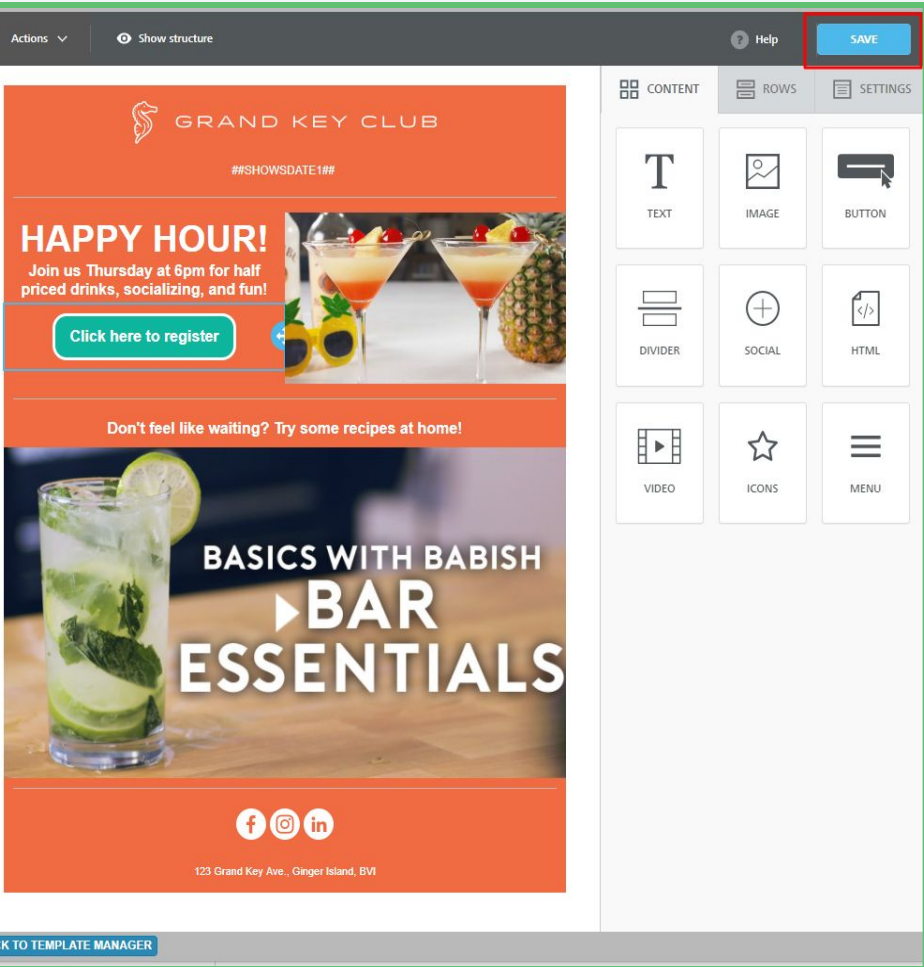 Actions
Show structure
Help
SAVE
CONTENT
ROWS
SETTINGS
GRAND KEY CLUB
##SHOWSDATE1##
HAPPY HOUR!
Join us Thursday at 6pm for half
priced drinks, socializing, and fun!
Click here to register
Don't feel like waiting? Try some recipes at home!
BASICS WITH BABISH
BAR
ESSENTIALS
f
in
123 Grand Key Ave., Ginger Island, BVI
TEXT
IMAGE
BUTTON
DIVIDER
SOCIAL
HTML
VIDEO
ICONS
MENU
CK TO TEMPLATE MANAGER